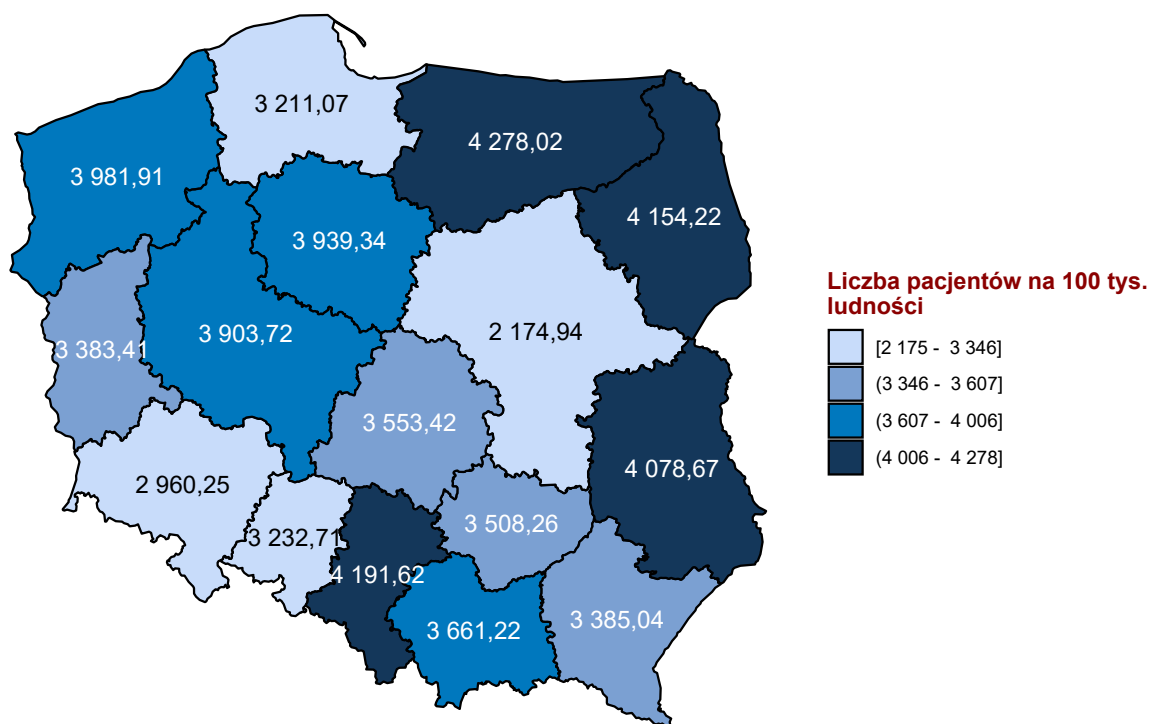 3 211,07
4 278,02
3 981,91
4 154,22
3 939,34
2 174,94
3 903,72
3 383,41
3 553,42
4 078,67
2 960,25
3 508,26
3 232,71
4 191,62
3 385,04
3 661,22
Liczba pacjentów na 100 tys.
ludności
[2 175 - 3 346]
(3 346 - 3 607]
(3 607 - 4 006]
(4 006 - 4 278]